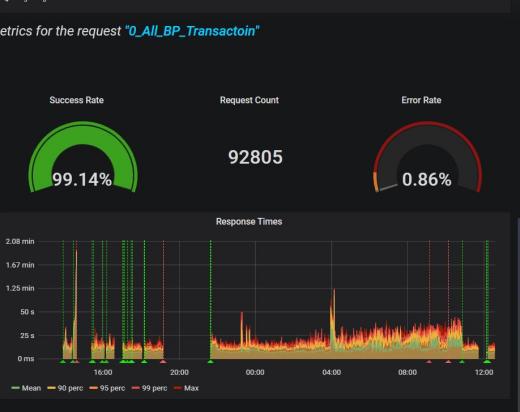 etrics for the request "0_All_BP_Transactoin"
Success Rate
Request Count
Error Rate
99.14%
92805
0.86%
Response Times
2.08 min
1.67 min
1.25 min
50 s
25 s
0 ms
16:00
20:00
00:00
04:00
08:00
12:00
Mean
90 perc
95 perc
99 perc
Max